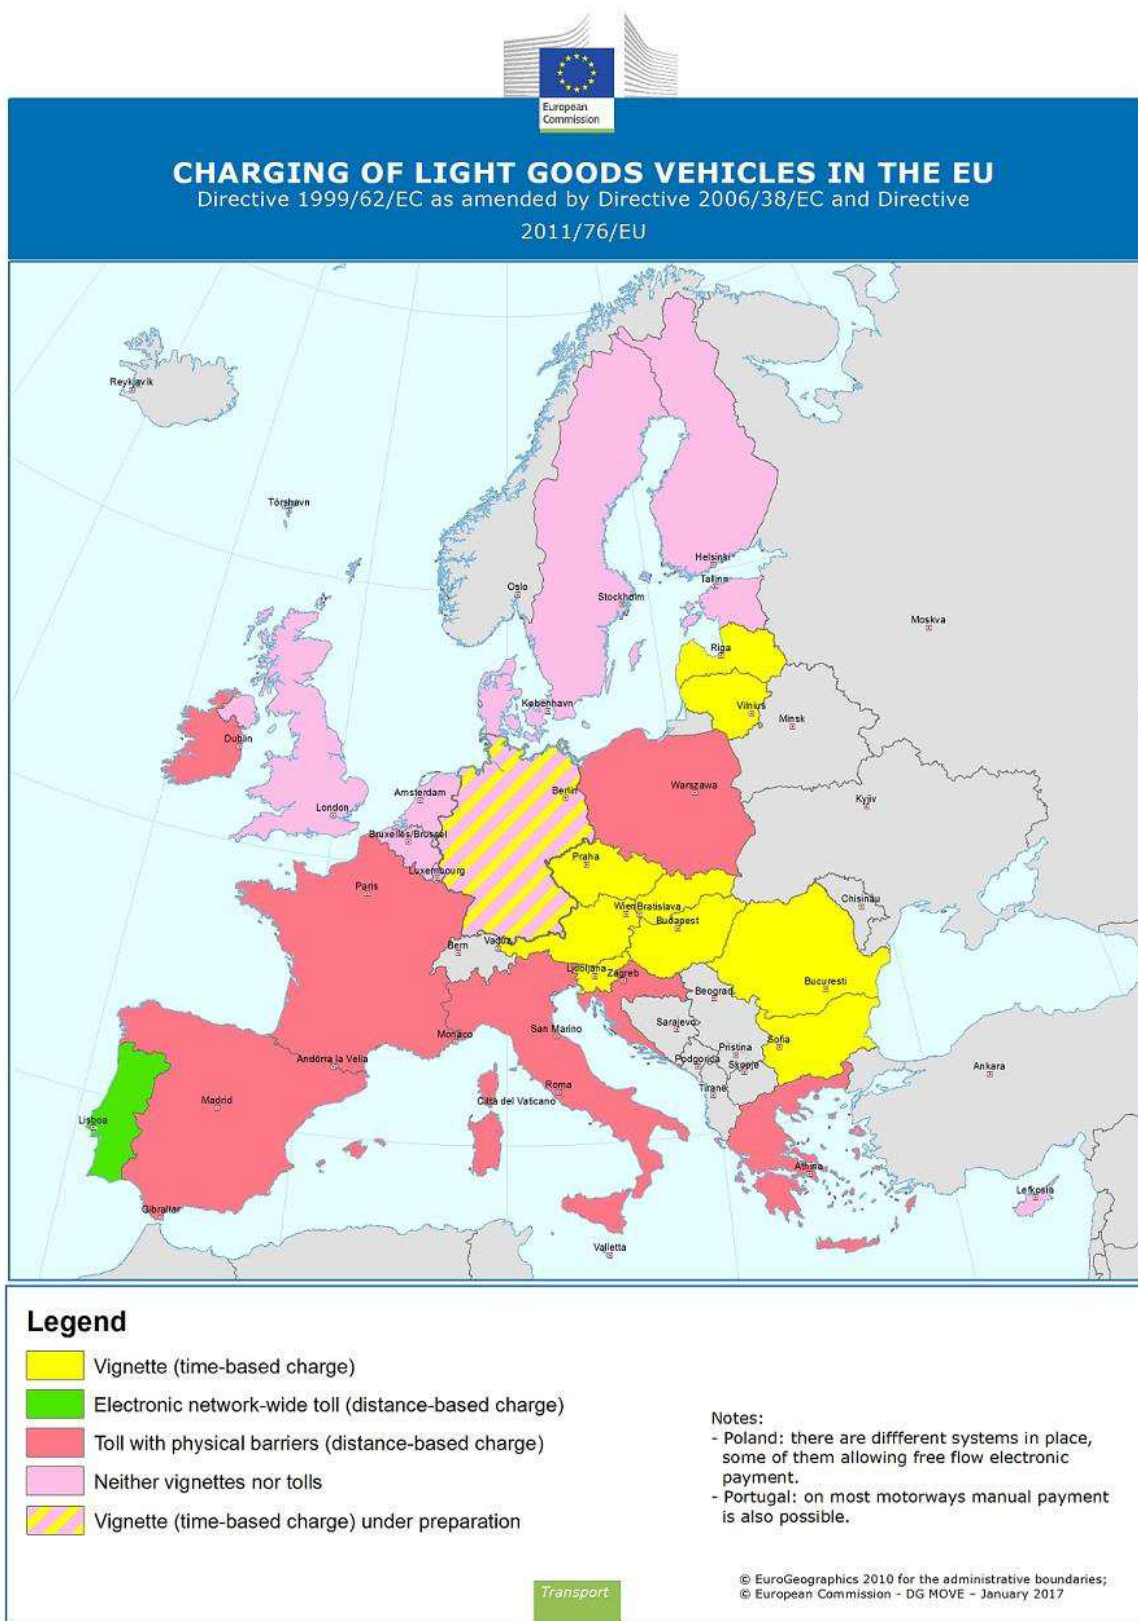 European
Commission
CHARGING OF LIGHT GOODS VEHICLES IN THE EU
Directive 1999/62/EC as amended by Directive 2006/38/EC and Directive
2011/76/EU
Reykjavik
Tórshavn
Helsinki
Tallinn
Oslo
Stockholm
Moskva
Riga
København
Vilnius
Minsk
Dublin
Amsterdam
Berlin
Warszawa
London
Kyjiv
Bruxelles/Brussel
Praha
Luxembourg
Paris
Chisinau
Wien
Bratislava
Budapest
Bern
Vaduz
Ljubljana
Zagreb
Bucuresti
Beograd
San Marino
Sarajevo
Monaco
Sofia
Pristina
Andorra la Vella
Podgorica
Skopje
Ankara
Roma
Tirane
Madrid
Città del Vaticano
Lisboa
Athina
Lefkosia
Gibraltar
Valletta
Legend
Vignette (time-based charge)
Electronic network-wide toll (distance-based charge)
Toll with physical barriers (distance-based charge)
Neither vignettes nor tolls
Vignette (time-based charge) under preparation
Notes:
- Poland: there are diffferent systems in place,
some of them allowing free flow electronic
payment.
- Portugal: on most motorways manual payment
is also possible.
Transport
© EuroGeographics 2010 for the administrative boundaries;
© European Commission - DG MOVE – January 2017